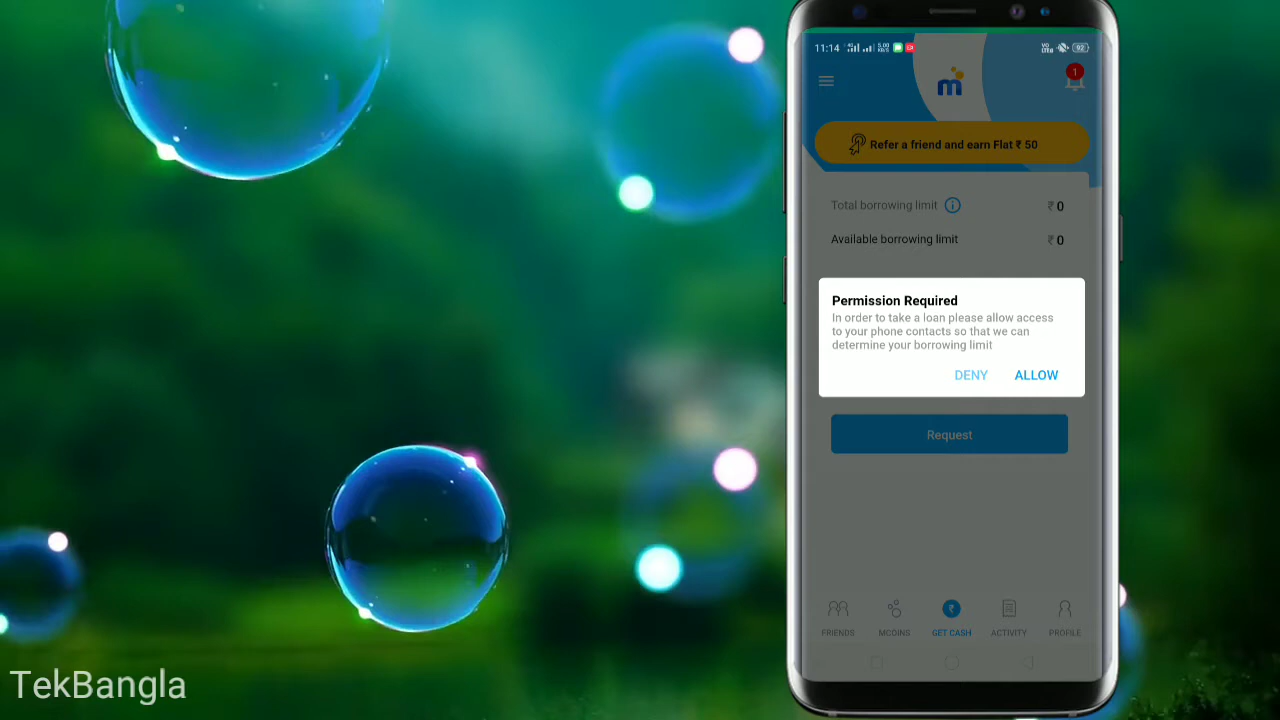 11:14
92
m
1
Refer a friend and earn Flat ₹ 50
Total borrowing limit i ₹ 0
Available borrowing limit ₹ 0
Permission Required
In order to take a loan please allow access
to your phone contacts so that we can
determine your borrowing limit
DENY ALLOW
Request
₹
FRIENDS MCOINS GET CASH ACTIVITY PROFILE
TekBangla